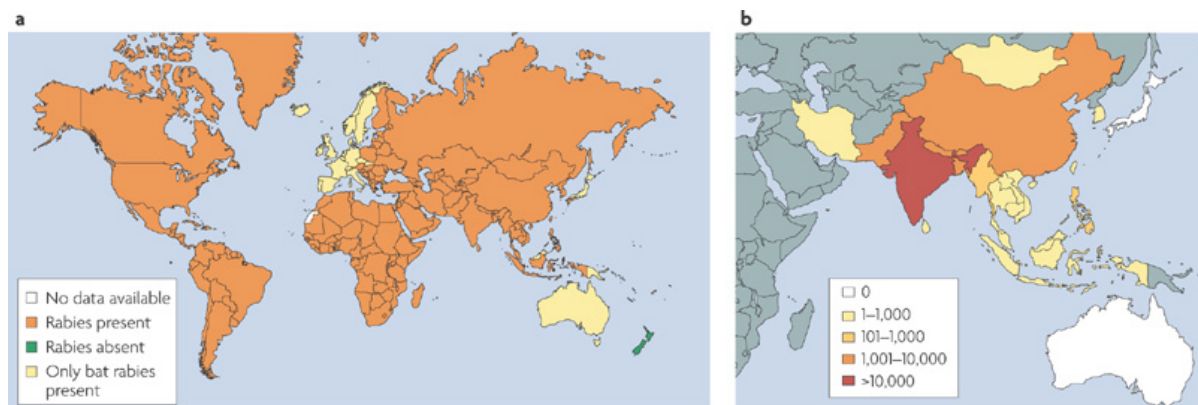 a
No data available
Rabies present
Rabies absent
Only bat rabies
present
b
0
1–1,000
101–1,000
1,001–10,000
>10,000